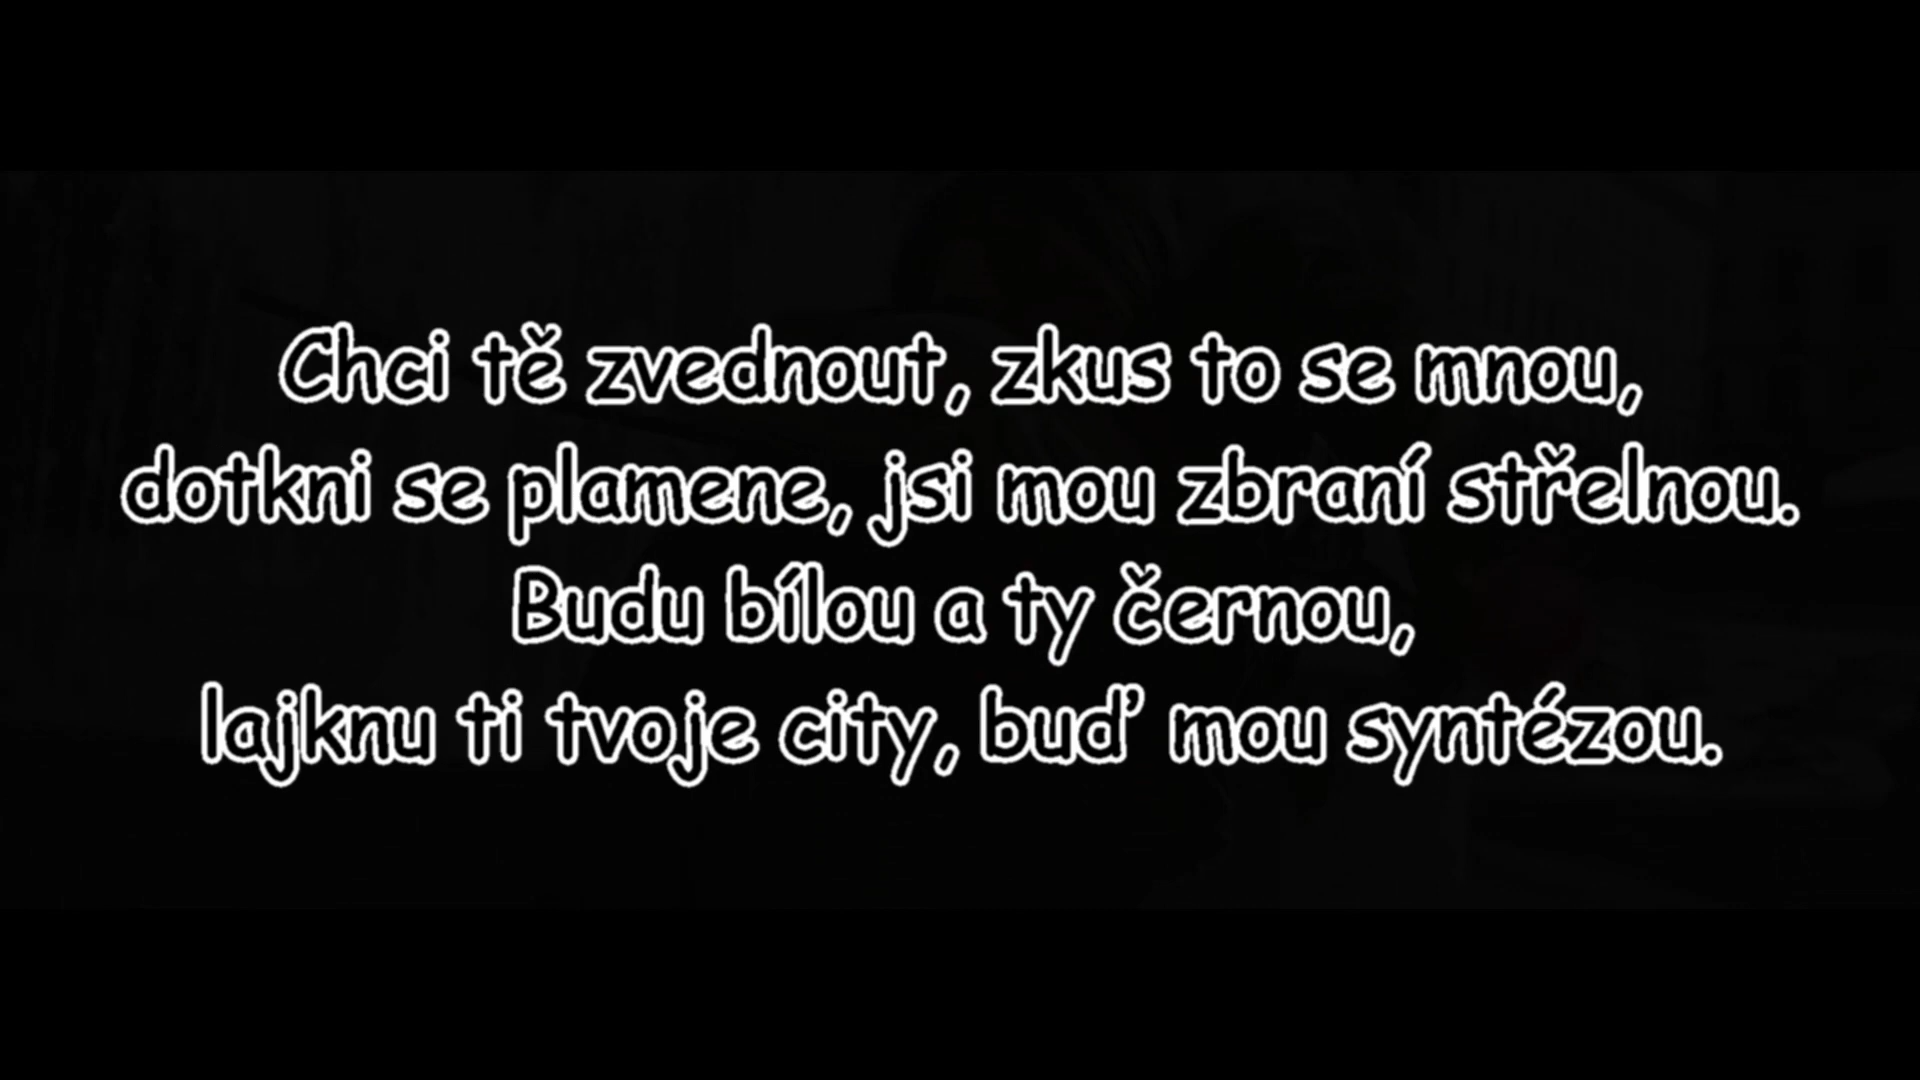 Chci tě zvednout, zkus to se mnou,
dotkni se plamene, jsi mou zbraní střelnou.
Budu bílou a ty černou,
lajknu ti tvoje city, buď mou syntézou.